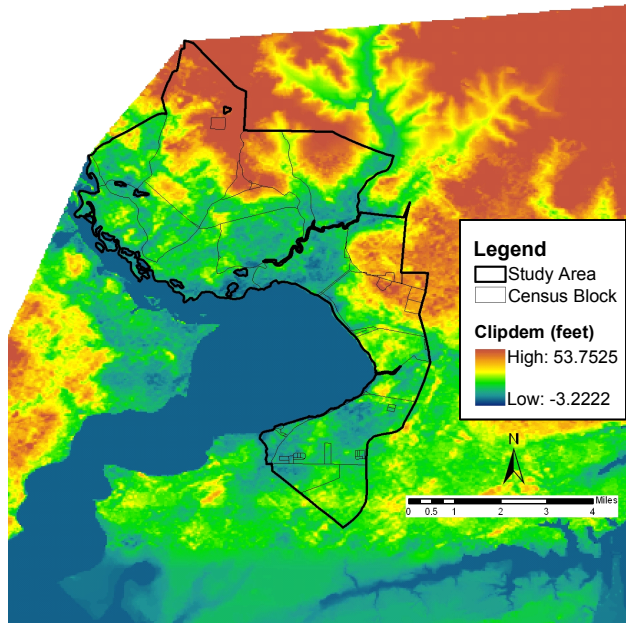 Legend
Study Area
Census Block
Clipdem (feet)
High: 53.7525
Low: -3.2222
N
Miles
0 0.5 1 2 3 4